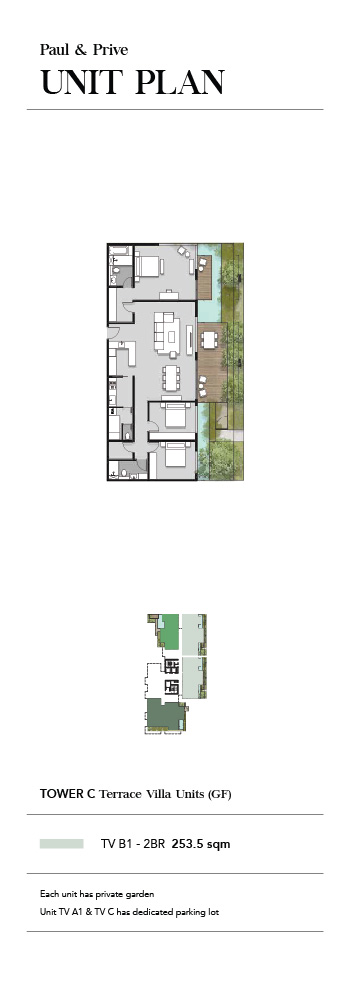 Paul & Prive
UNIT PLAN
TOWER C Terrace Villa Units (GF)
TV B1 - 2BR 253.5 sqm
Each unit has private garden
Unit TV A1 & TV C has dedicated parking lot